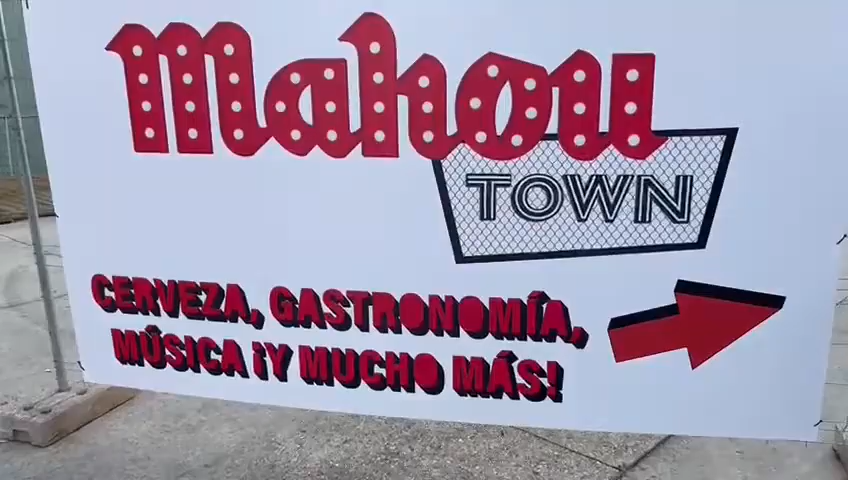 Mahou
TOWN
CERVEZA, GASTRONOMÍA,
MÚSICA ¡Y MUCHO MÁS!